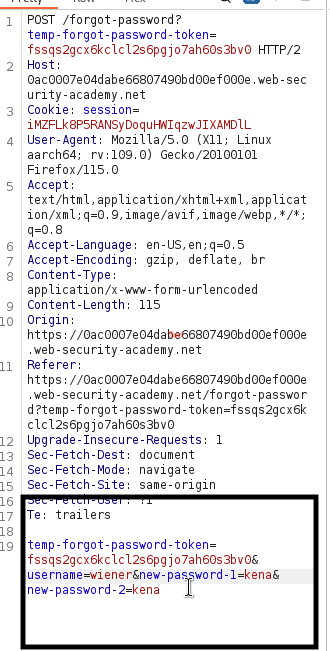 Pretty
1 POST /forgot-password?
temp-forgot-password-token=
fssqs2gcx6kclcl2s6pgjo7ah60s3bv0 HTTP/2
2 Host:
0ac0007e04dabe66807490bd00ef000e.web-sec
urity-academy.net
3 Cookie: session=
iMZFLk8P5RANSyDoquHWIqzwJIXAMDlL
4 User-Agent: Mozilla/5.0 (X11; Linux
aarch64; rv:109.0) Gecko/20100101
Firefox/115.0
5 Accept:
text/html,application/xhtml+xml,applicat
ion/xml;q=0.9,image/avif,image/webp,*/*;
q=0.8
6 Accept-Language: en-US,en;q=0.5
7 Accept-Encoding: gzip, deflate, br
8 Content-Type:
application/x-www-form-urlencoded
9 Content-Length: 115
10 Origin:
https://0ac0007e04dabe66807490bd00ef000e
.web-security-academy.net
11 Referer:
https://0ac0007e04dabe66807490bd00ef000e
.web-security-academy.net/forgot-passwor
d?temp-forgot-password-token=fssqs2gcx6k
clcl2s6pgjo7ah60s3bv0
12 Upgrade-Insecure-Requests: 1
13 Sec-Fetch-Dest: document
14 Sec-Fetch-Mode: navigate
15 Sec-Fetch-Site: same-origin
16 Sec-Fetch-User: ?1
17 Te: trailers
18
19 temp-forgot-password-token=
fssqs2gcx6kclcl2s6pgjo7ah60s3bv0&
username=wiener&new-password-1=kena&
new-password-2=kena